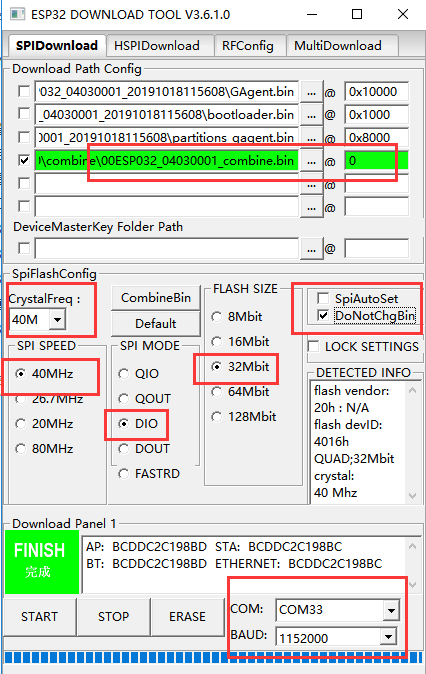 ESP32 DOWNLOAD TOOL V3.6.1.0
SPIDownload HSPIDownload RFConfig MultiDownload
Download Path Config
'032_04030001_20191018115608\GAgent.bin ... @ 0x10000
_04030001_20191018115608\bootloader.bin ... @ 0x1000
0001_20191018115608\partitions_gagent.bin ... @ 0x8000
\combine\00ESP032_04030001_combine.bin ... @ 0
... @
... @
DeviceMasterKey Folder Path
... @
SpiFlashConfig
CrystalFreq :
40M
CombineBin
Default
SPI SPEED
40MHz
26.7MHz
20MHz
80MHz
SPI MODE
QIO
QOUT
DIO
DOUT
FASTRD
FLASH SIZE
8Mbit
16Mbit
32Mbit
64Mbit
128Mbit
SpiAutoSet
DoNotChgBin
LOCK SETTINGS
DETECTED INFO
flash vendor:
20h : N/A
flash devID:
4016h
QUAD;32Mbit
crystal:
40 Mhz
Download Panel 1
FINISH
完成
AP: BCDDC2C198BD STA: BCDDC2C198BC
BT: BCDDC2C198BD ETHERNET: BCDDC2C198BC
START STOP ERASE
COM: COM33
BAUD: 1152000